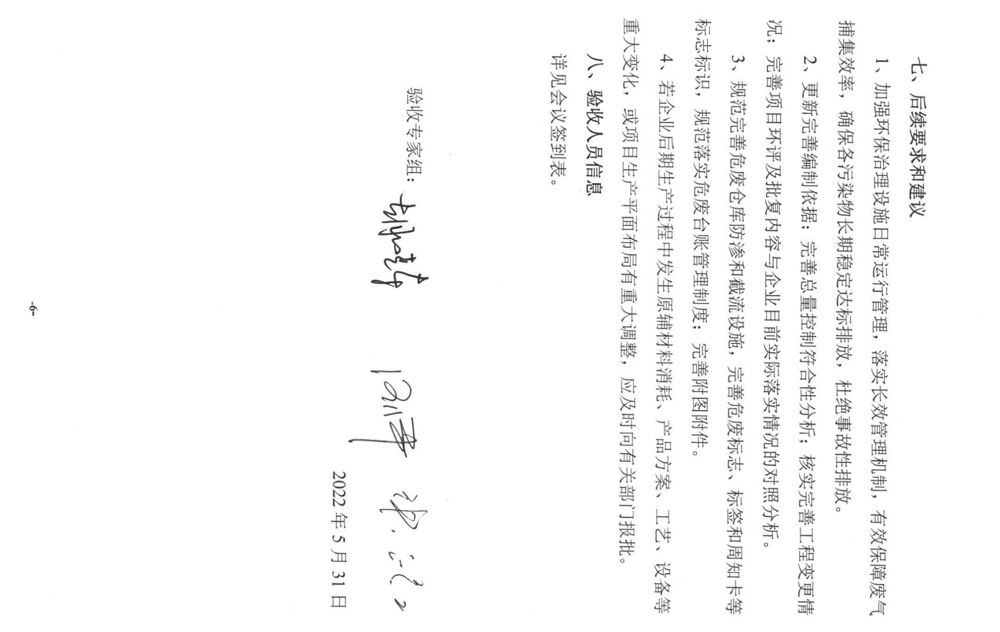 七、后续要求和建议
1、加强环保治理设施日常运行管理，落实长效管理机制，有效保障废气
捕集效率，确保各污染物长期稳定达标排放，杜绝事故性排放。
2、更新完善编制依据；完善总量控制符合性分析；核实完善工程变更情
况；完善项目环评及批复内容与企业目前实际落实情况的对照分析。
3、规范完善危废仓库防渗和截流设施，完善危废标志、标签和周知卡等
标志标识，规范落实危废台账管理制度；完善附图附件。
4、若企业后期生产过程中发生原辅材料消耗、产品方案、工艺、设备等
重大变化，或项目生产平面布局有重大调整，应及时向有关部门报批。
八、验收人员信息
详见会议签到表。
验收专家组：
2022 年 5 月 31 日
-6-